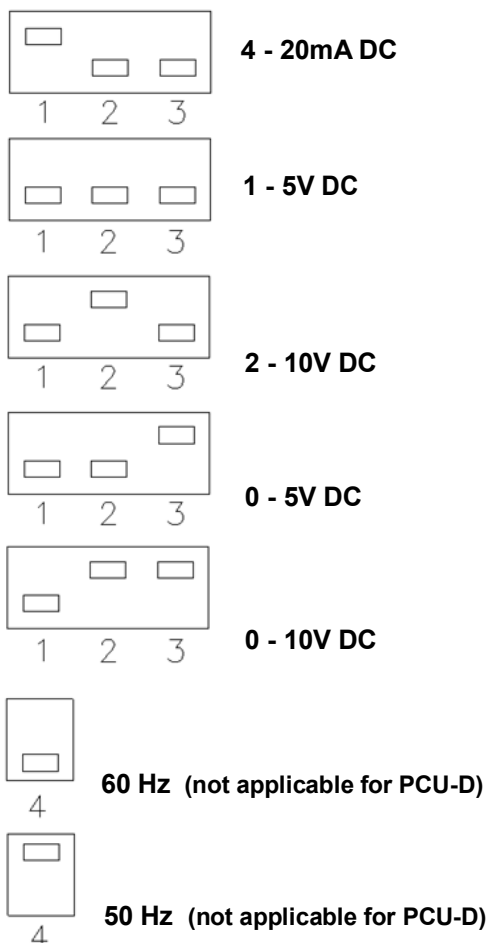 4 - 20mA DC
1 2 3
1 - 5V DC
1 2 3
2 - 10V DC
1 2 3
0 - 5V DC
1 2 3
0 - 10V DC
1 2 3
60 Hz (not applicable for PCU-D)
4
50 Hz (not applicable for PCU-D)
4